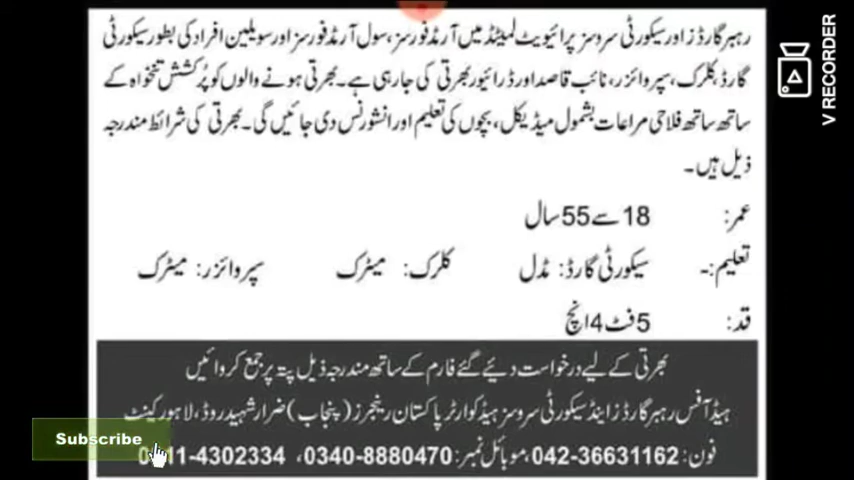 رہبر گارڈز اور سیکورٹی سروسز پرائیویٹ لمیٹڈ میں آرمڈ فورسز، سول آرمڈ فورسز اور سویلین افراد کی بطور سیکورٹی
گارڈ، کلرک، سپروائزر، نائب قاصد اور ڈرائیور بھرتی کی جارہی ہے۔ بھرتی ہونے والوں کو پُرکشش تنخواہ کے
ساتھ ساتھ فلاحی مراعات بشمول میڈیکل، بچوں کی تعلیم اور انشورنس دی جائیں گی۔ بھرتی کی شرائط مندرجہ
ذیل ہیں۔
عمر: 18 سے 55 سال
تعلیم:۔ سیکورٹی گارڈ: مڈل کلرک: میٹرک سپروائزر: میٹرک
قد: 5 فٹ 4 انچ
بھرتی کے لیے درخواست دیئے گئے فارم کے ساتھ مندرجہ ذیل پتہ پر جمع کروائیں
ہیڈ آفس رہبر گارڈز اینڈ سیکورٹی سروسز ہیڈ کوارٹر پاکستان رینجرز (پنجاب) ضرار شہید روڈ، لاہور کینٹ
فون: 042-36631162، موبائل نمبر: 0340-8880470، 11-4302334
Subscribe
V RECORDER